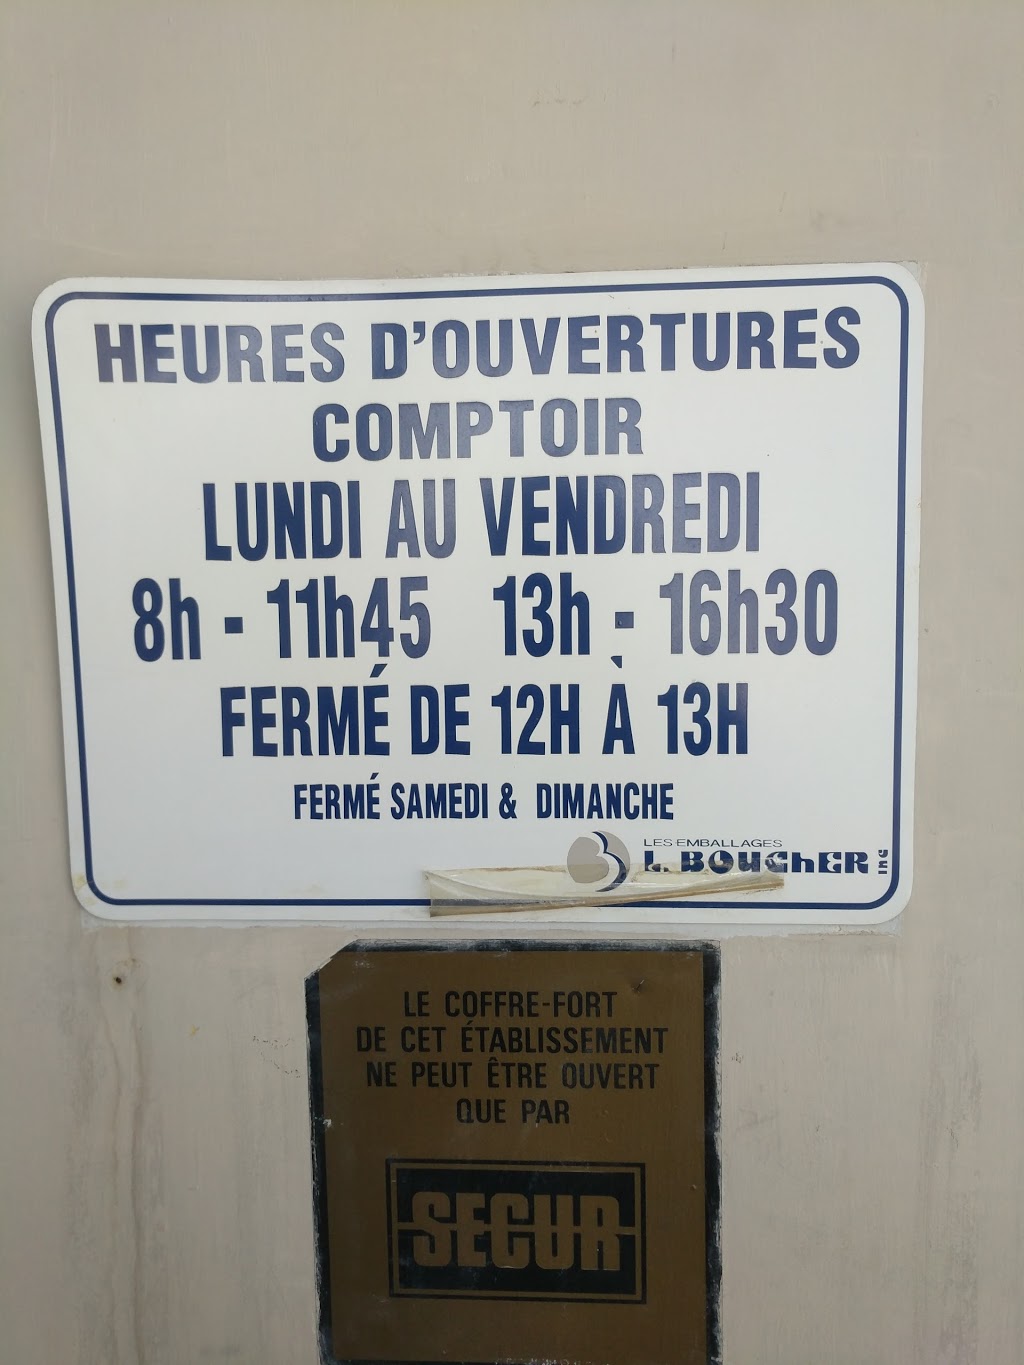 HEURES D'OUVERTURES
COMPTOIR
LUNDI AU VENDREDI
8h - 11h45 13h - 16h30
FERMÉ DE 12H À 13H
FERMÉ SAMEDI & DIMANCHE
LES EMBALLAGES
L. BOUCHER INC
LE COFFRE-FORT
DE CET ÉTABLISSEMENT
NE PEUT ÊTRE OUVERT
QUE PAR
SECUR